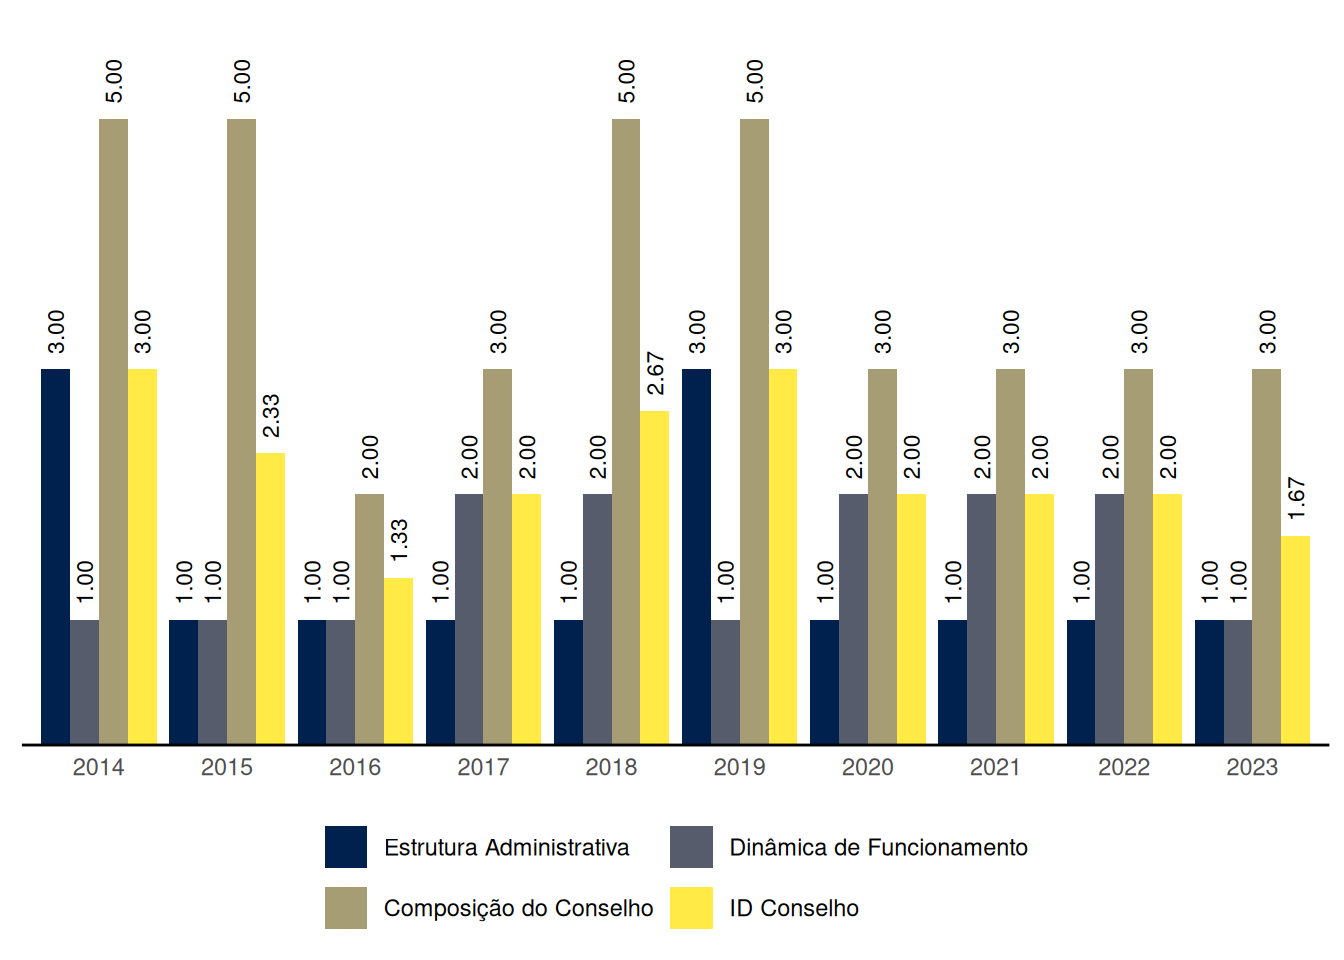 3.00 1.00 5.00 3.00
1.00 1.00 5.00 2.33
1.00 1.00 2.00 1.33
1.00 2.00 3.00 2.00
1.00 2.00 5.00 2.67
3.00 1.00 5.00 3.00
1.00 2.00 3.00 2.00
1.00 2.00 3.00 2.00
1.00 2.00 3.00 2.00
1.00 1.00 3.00 1.67
2014 2015 2016 2017 2018 2019 2020 2021 2022 2023
Estrutura Administrativa Dinâmica de Funcionamento
Composição do Conselho ID Conselho